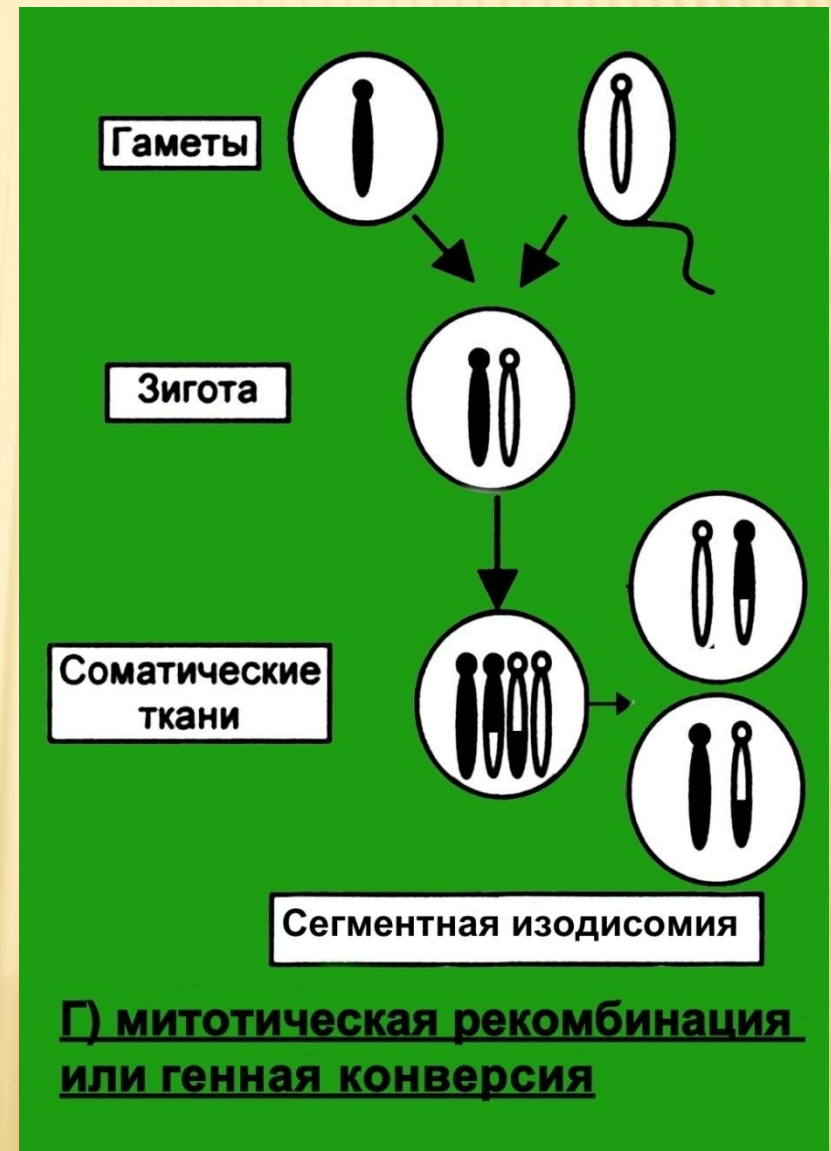 Гаметы
Зигота
Соматические
ткани
Сегментная изодисомия
Г) митотическая рекомбинация
или генная конверсия